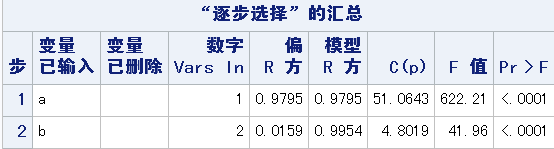 “逐步选择”的汇总
步 变量 已输入 变量 已删除 数字 Vars In 偏 R 方 模型 R 方 C(p) F 值 Pr > F
1 a 1 0.9795 0.9795 51.0643 622.21 <.0001
2 b 2 0.0159 0.9954 4.8019 41.96 <.0001